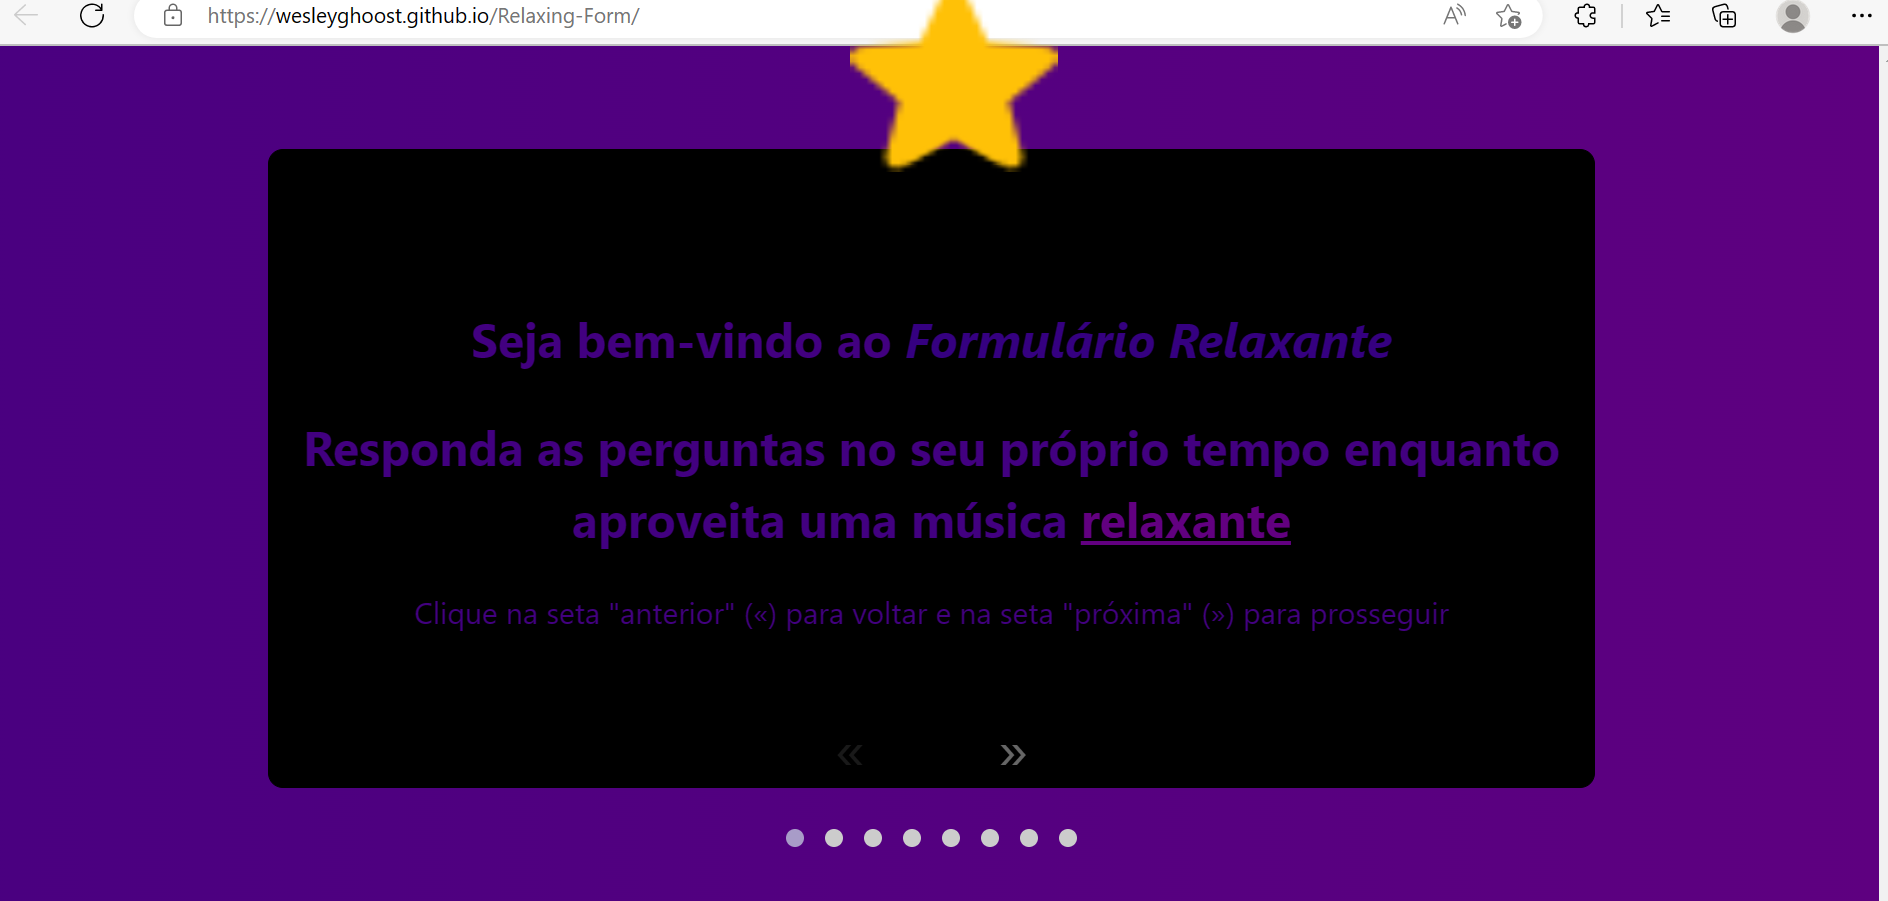 https://wesleyghoost.github.io/Relaxing-Form/
Seja bem-vindo ao Formulário Relaxante
Responda as perguntas no seu próprio tempo enquanto
aproveita uma música relaxante
Clique na seta "anterior" («) para voltar e na seta "próxima" (») para prosseguir
« »